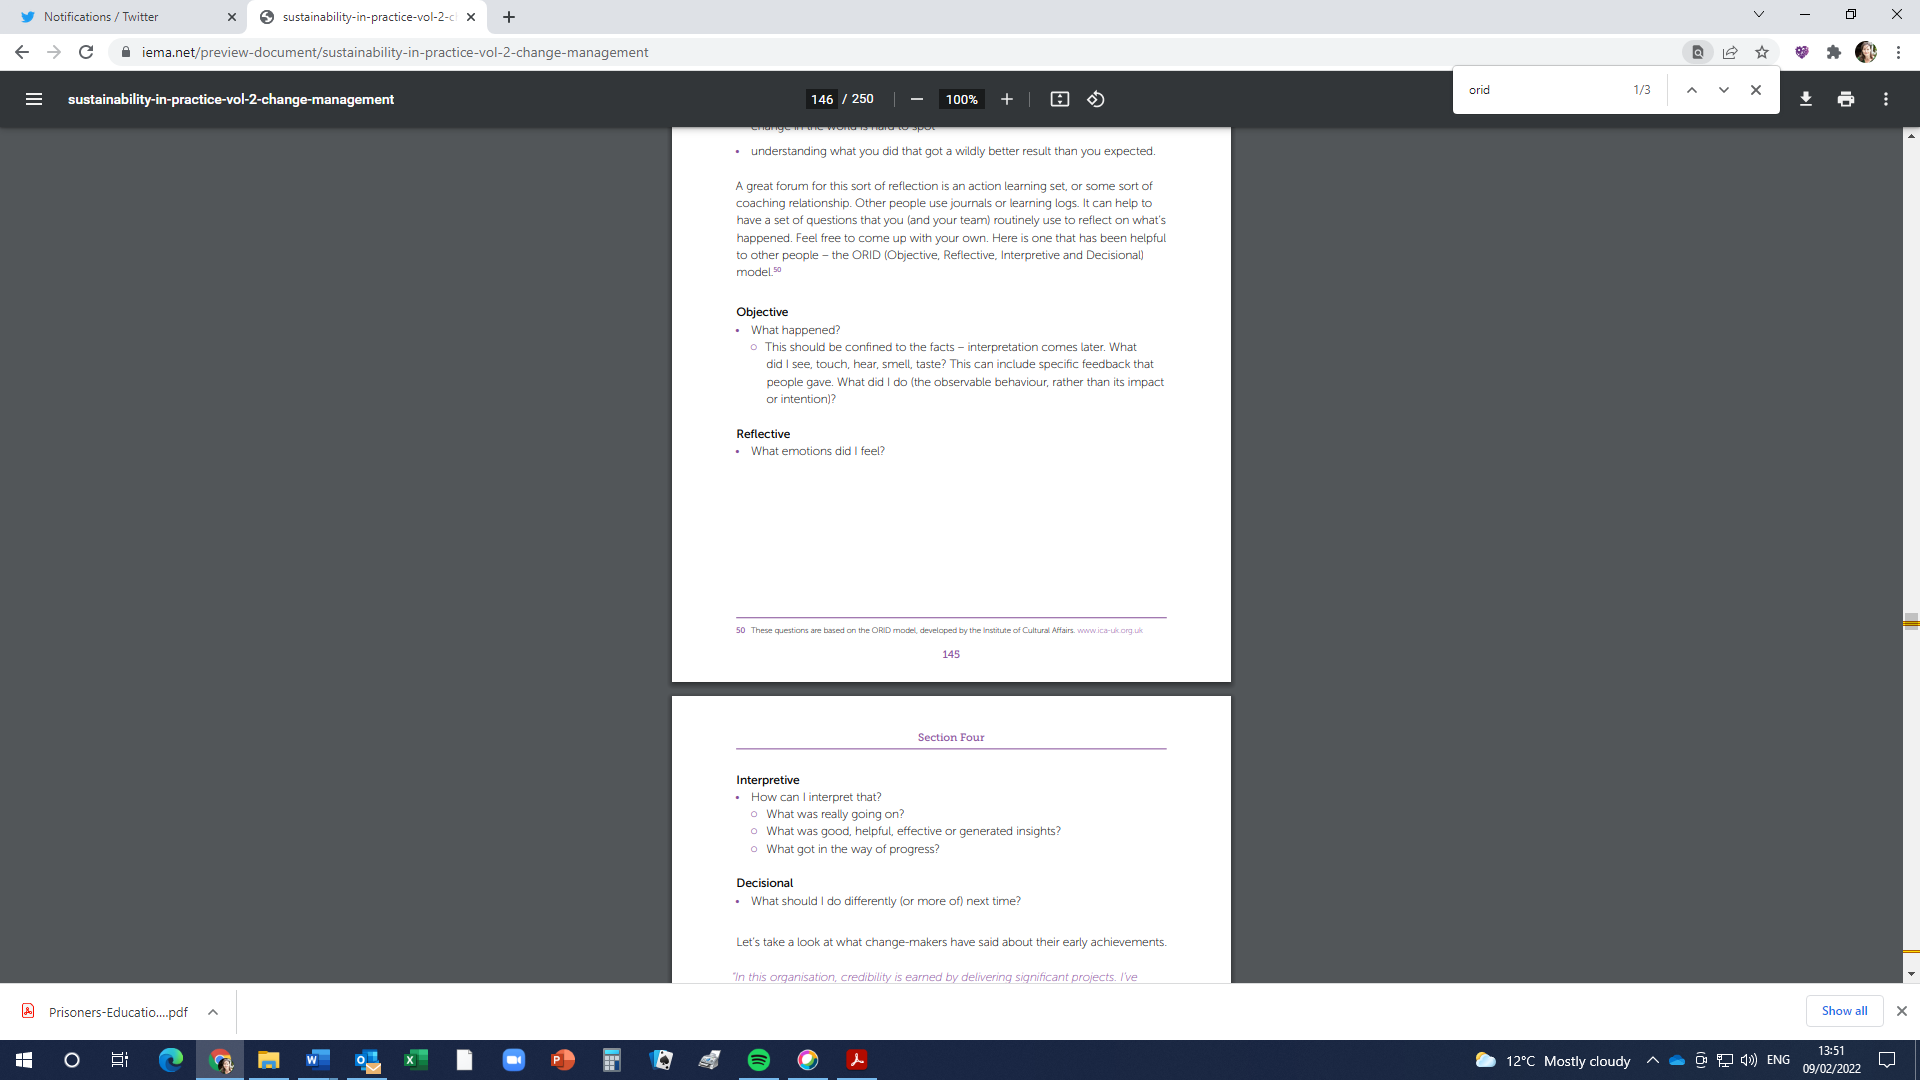 Notifications / Twitter
sustainability-in-practice-vol-2-c
iema.net/preview-document/sustainability-in-practice-vol-2-change-management
sustainability-in-practice-vol-2-change-management
146 / 250
100%
orid
1/3
change in the world is hard to spot
• understanding what you did that got a wildly better result than you expected.
A great forum for this sort of reflection is an action learning set, or some sort of
coaching relationship. Other people use journals or learning logs. It can help to
have a set of questions that you (and your team) routinely use to reflect on what's
happened. Feel free to come up with your own. Here is one that has been helpful
to other people – the ORID (Objective, Reflective, Interpretive and Decisional)
model.50
Objective
• What happened?
○ This should be confined to the facts – interpretation comes later. What
did I see, touch, hear, smell, taste? This can include specific feedback that
people gave. What did I do (the observable behaviour, rather than its impact
or intention)?
Reflective
• What emotions did I feel?
50 These questions are based on the ORID model, developed by the Institute of Cultural Affairs. www.ica-uk.org.uk
145
Section Four
Interpretive
• How can I interpret that?
○ What was really going on?
○ What was good, helpful, effective or generated insights?
○ What got in the way of progress?
Decisional
• What should I do differently (or more of) next time?
Let's take a look at what change-makers have said about their early achievements.
"In this organisation, credibility is earned by delivering significant projects. I've
Prisoners-Educatio....pdf
Show all
12°C Mostly cloudy
ENG
13:51
09/02/2022